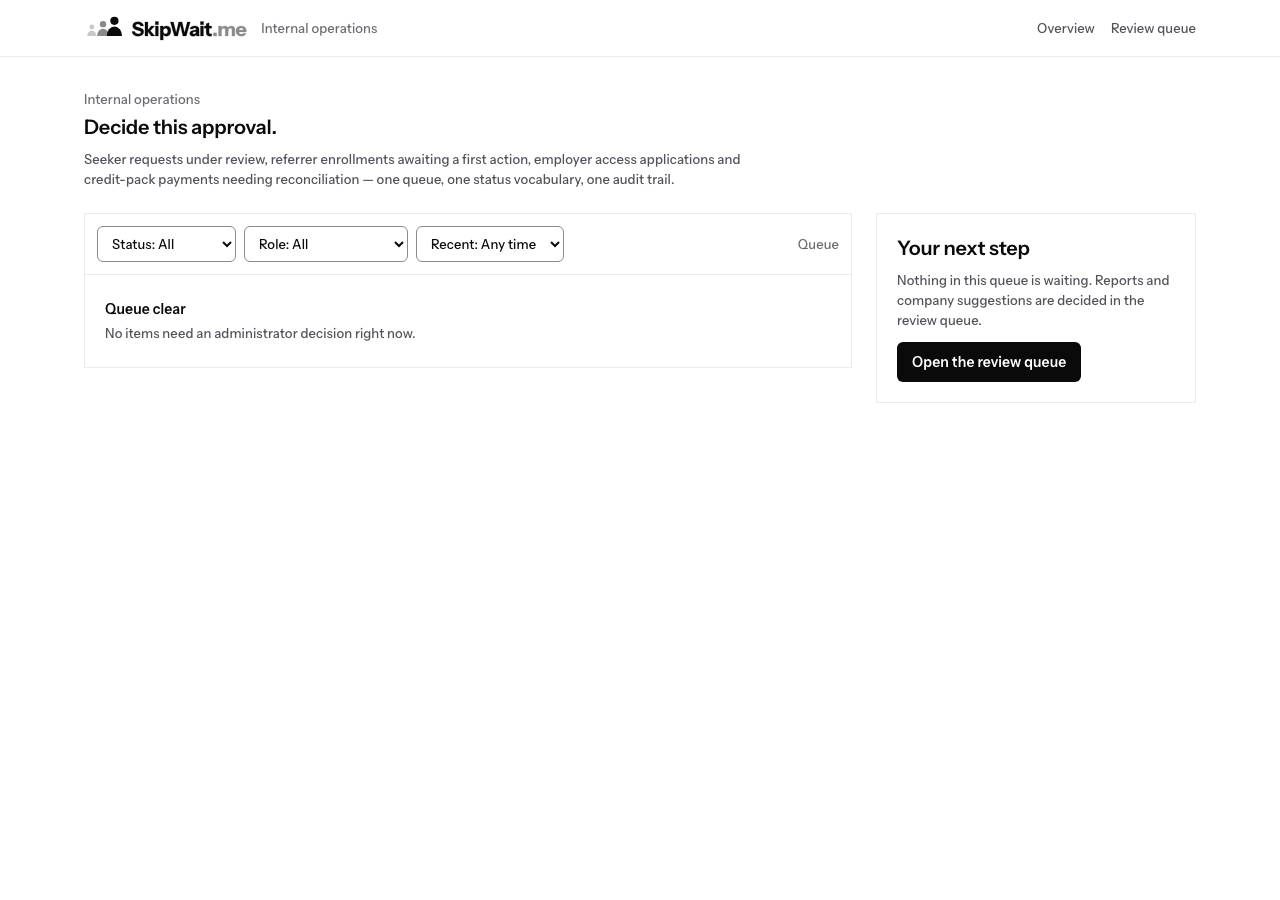 SkipWait.me
Internal operations
Overview
Review queue
Internal operations
Decide this approval.
Seeker requests under review, referrer enrollments awaiting a first action, employer access applications and
credit-pack payments needing reconciliation — one queue, one status vocabulary, one audit trail.
Status: All
Role: All
Recent: Any time
Queue
Queue clear
No items need an administrator decision right now.
Your next step
Nothing in this queue is waiting. Reports and
company suggestions are decided in the
review queue.
Open the review queue